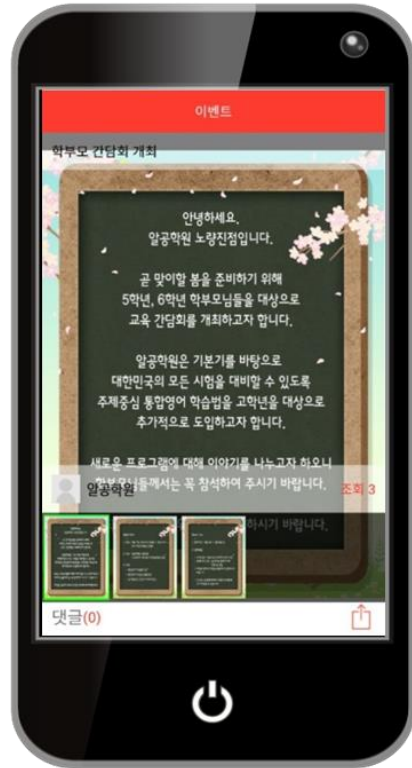 이벤트
학부모 간담회 개최
안녕하세요.
알공학원 노량진점입니다.
곧 맞이할 봄을 준비하기 위해
5학년, 6학년 학부모님들을 대상으로
교육 간담회를 개최하고자 합니다.
알공학원은 기본기를 바탕으로
대한민국의 모든 시험을 대비할 수 있도록
주제중심 통합영어 학습법을 고학년을 대상으로
추가적으로 도입하고자 합니다.
새로운 프로그램에 대해 이야기를 나누고자 하오니
학부모님들께서는 꼭 참석하여 주시기 바랍니다.
알공학원
조회 3
하시기 바랍니다.
댓글(0)